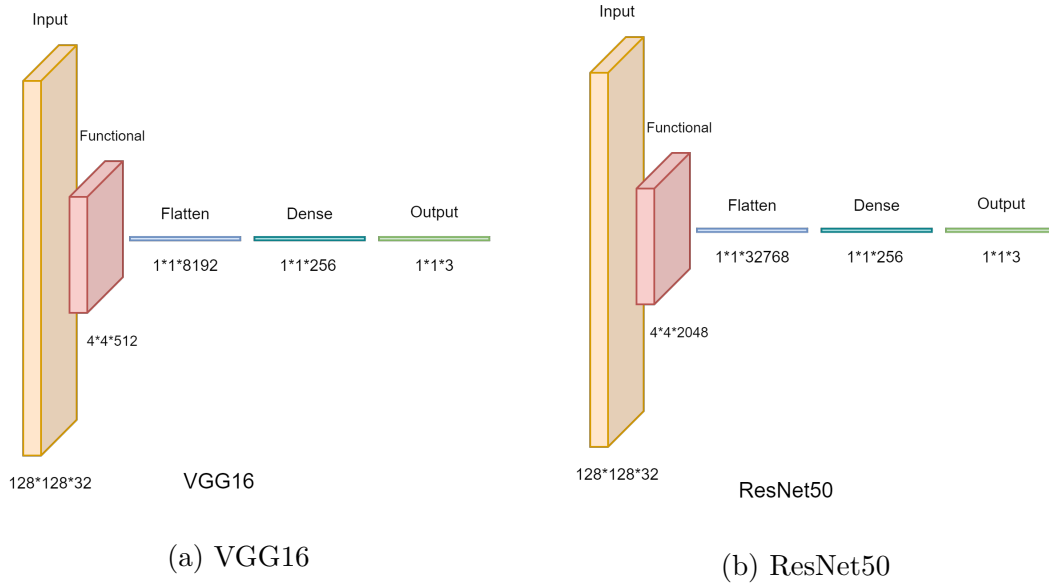 Input
Functional
Flatten
Dense
Output
1*1*8192
1*1*256
1*1*3
4*4*512
128*128*32
VGG16
(a) VGG16
Input
Functional
Flatten
Dense
Output
1*1*32768
1*1*256
1*1*3
4*4*2048
128*128*32
ResNet50
(b) ResNet50